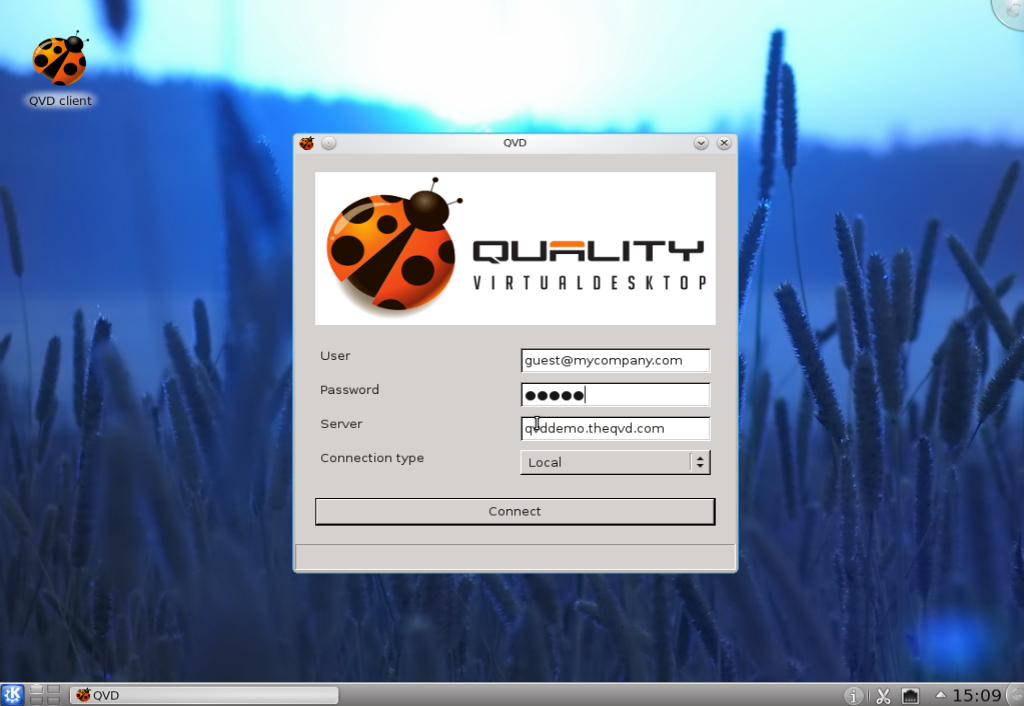 QVD client
QVD
QUALITY
VIRTUALDESKTOP
User
guest@mycompany.com
Password
●●●●●
Server
qvddemo.theqvd.com
Connection type
Local
Connect
QVD
15:09